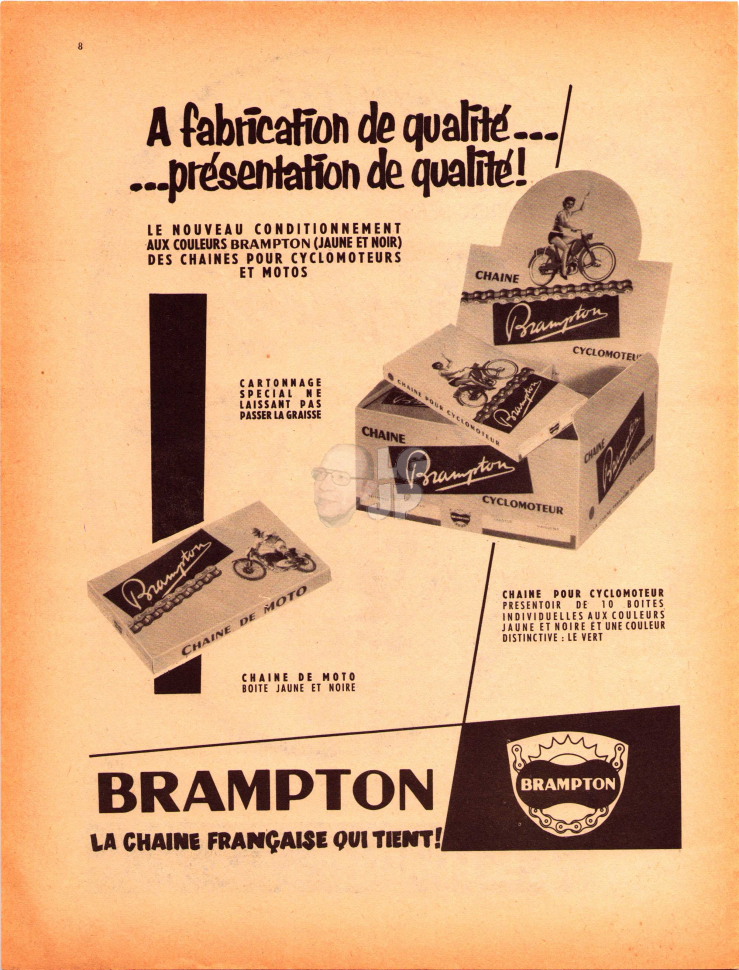 8
A fabrication de qualité...
...présentation de qualité!
LE NOUVEAU CONDITIONNEMENT
AUX COULEURS BRAMPTON (JAUNE ET NOIR)
DES CHAINES POUR CYCLOMOTEURS
ET MOTOS
CHAINE
Brampton
CYCLOMOTEUR
CARTONNAGE
SPECIAL NE
LAISSANT PAS
PASSER LA GRAISSE
Brampton
CHAINE POUR CYCLOMOTEUR
CHAINE
Brampton
CYCLOMOTEUR
CHAINE
Brampton
CYCLOMOTEUR
JS
Brampton
CHAINE DE MOTO
CHAINE POUR CYCLOMOTEUR
PRESENTOIR DE 10 BOITES
INDIVIDUELLES AUX COULEURS
JAUNE ET NOIRE ET UNE COULEUR
DISTINCTIVE : LE VERT
CHAINE DE MOTO
BOITE JAUNE ET NOIRE
BRAMPTON
LA CHAINE FRANÇAISE QUI TIENT!
BRAMPTON